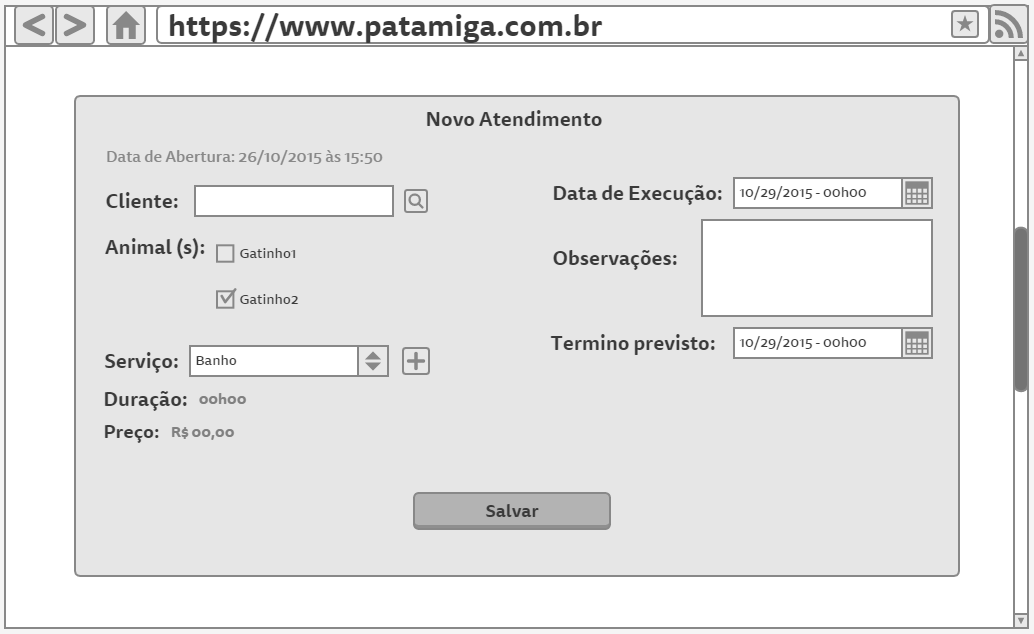 https://www.patamiga.com.br
Novo Atendimento
Data de Abertura: 26/10/2015 às 15:50
Cliente:
Animal (s):
Gatinho1
Gatinho2
Serviço: Banho
Duração: 00h00
Preço: R$ 00,00
Data de Execução: 10/29/2015 - 00h00
Observações:
Termino previsto: 10/29/2015 - 00h00
Salvar